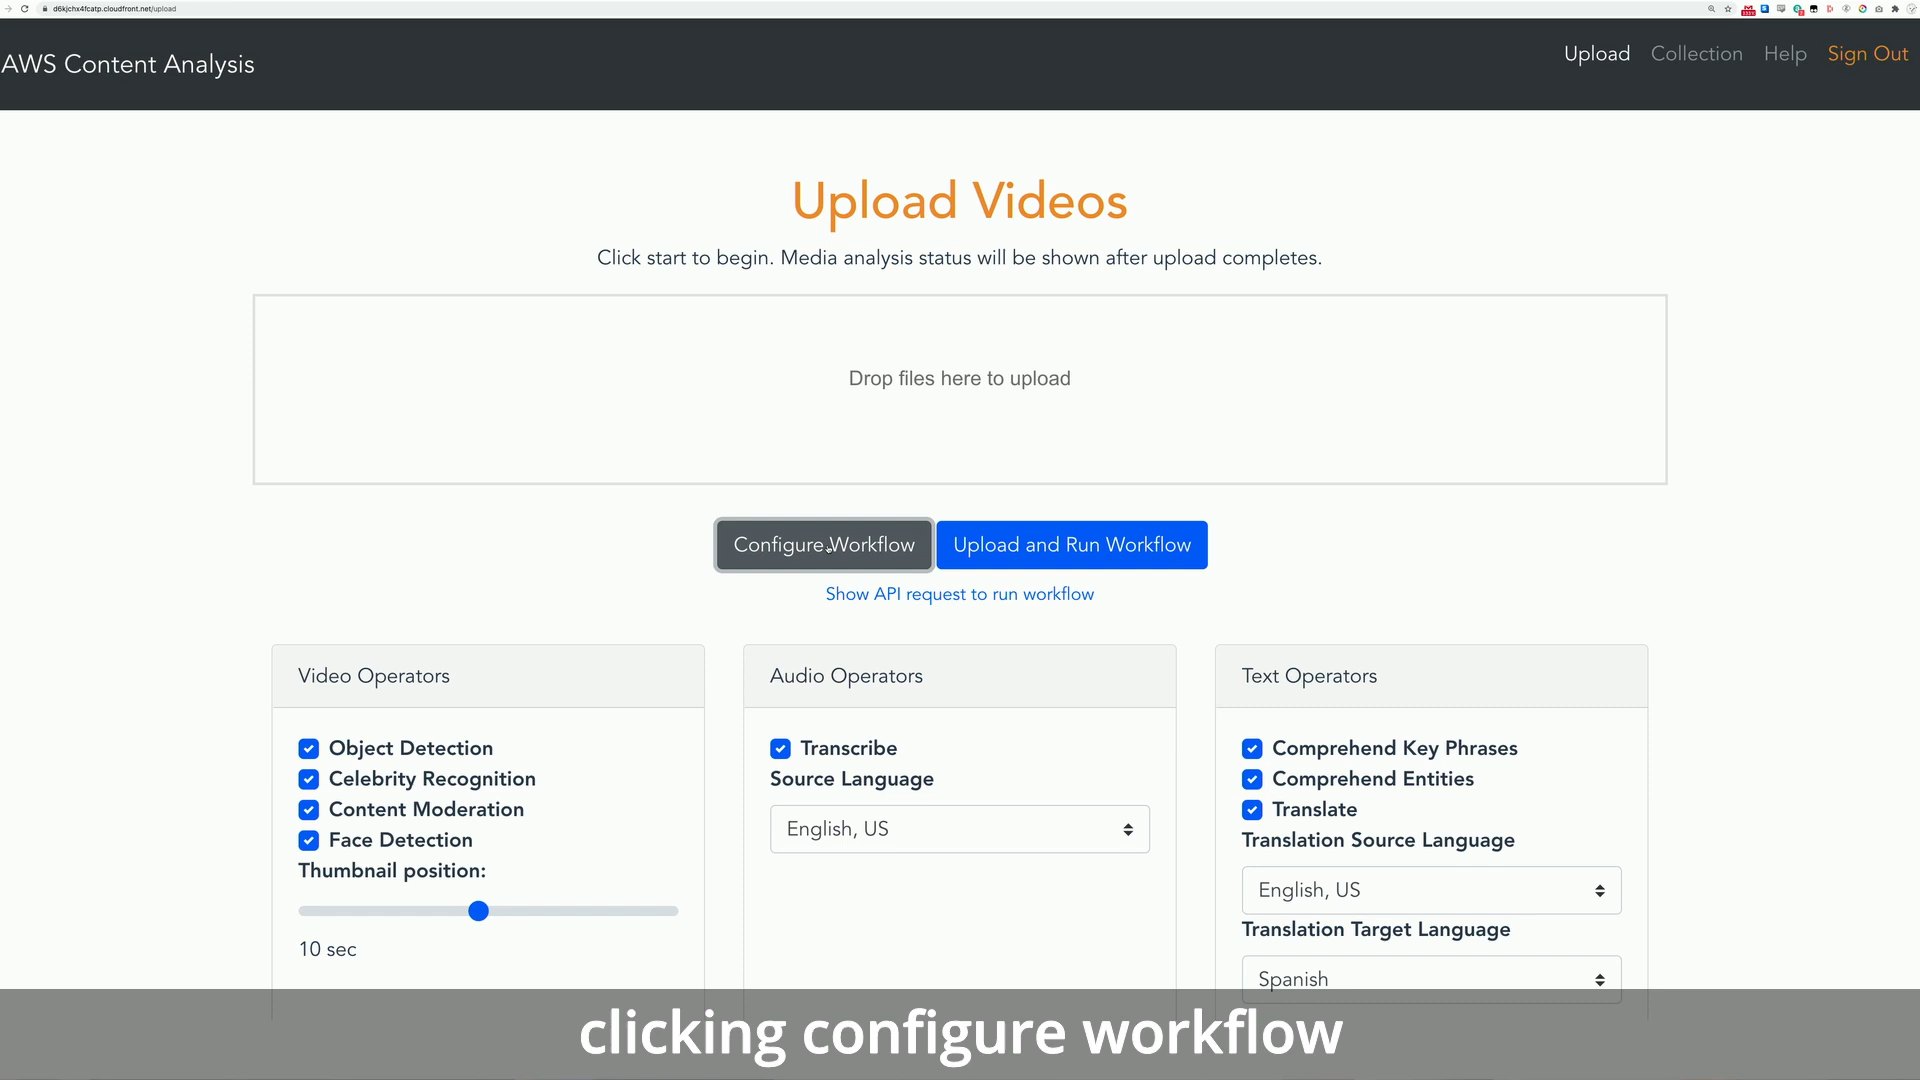 d6kjchx4fcatp.cloudfront.net/upload
AWS Content Analysis
Upload Collection Help Sign Out
Upload Videos
Click start to begin. Media analysis status will be shown after upload completes.
Drop files here to upload
Configure Workflow Upload and Run Workflow
Show API request to run workflow
Video Operators
Object Detection
Celebrity Recognition
Content Moderation
Face Detection
Thumbnail position:
10 sec
Audio Operators
Transcribe
Source Language
English, US
Text Operators
Comprehend Key Phrases
Comprehend Entities
Translate
Translation Source Language
English, US
Translation Target Language
Spanish
clicking configure workflow